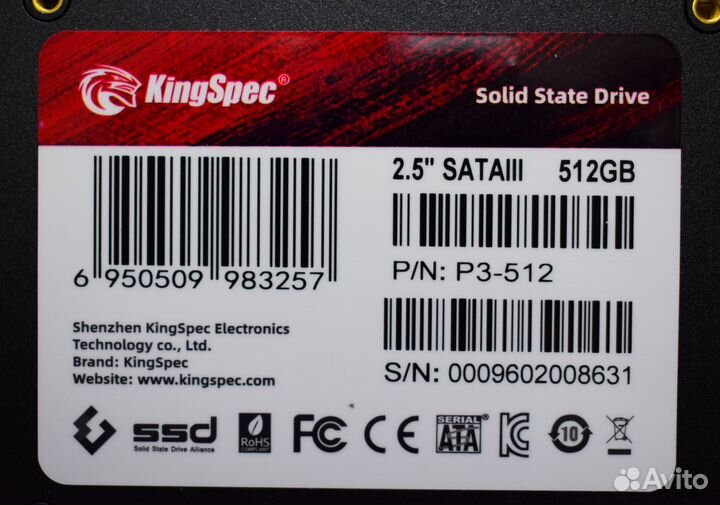 KingSpec®
Solid State Drive
2.5" SATAIII 512GB
6 950509 983257
P/N: P3-512
Shenzhen KingSpec Electronics
Technology co., Ltd.
Brand: KingSpec
Website: www.kingspec.com
S/N: 0009602008631
ssd
Solid State Drive Alliance
RoHS
COMPLIANT
FC CE
SERIAL
ATA
10
Avito